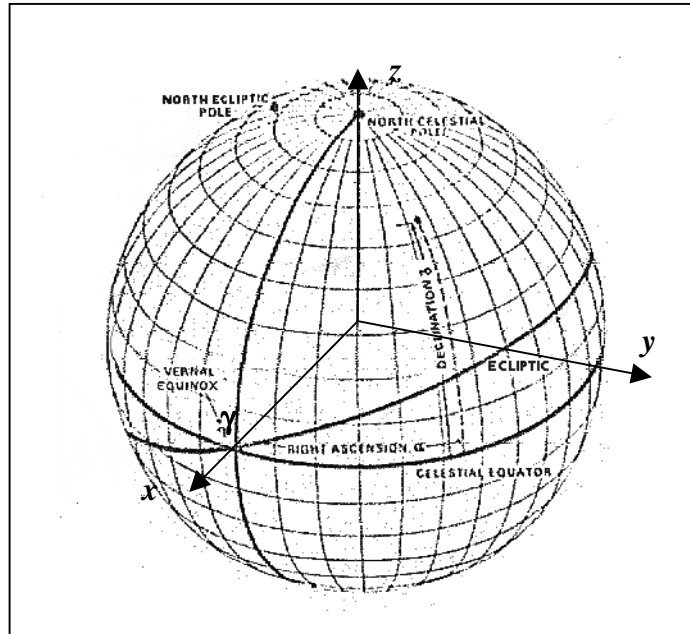 z
NORTH ECLIPTIC
POLE
NORTH CELESTIAL
POLE
DECLINATION δ
y
ECLIPTIC
VERNAL
EQUINOX
γ
RIGHT ASCENSION, α
x
CELESTIAL EQUATOR